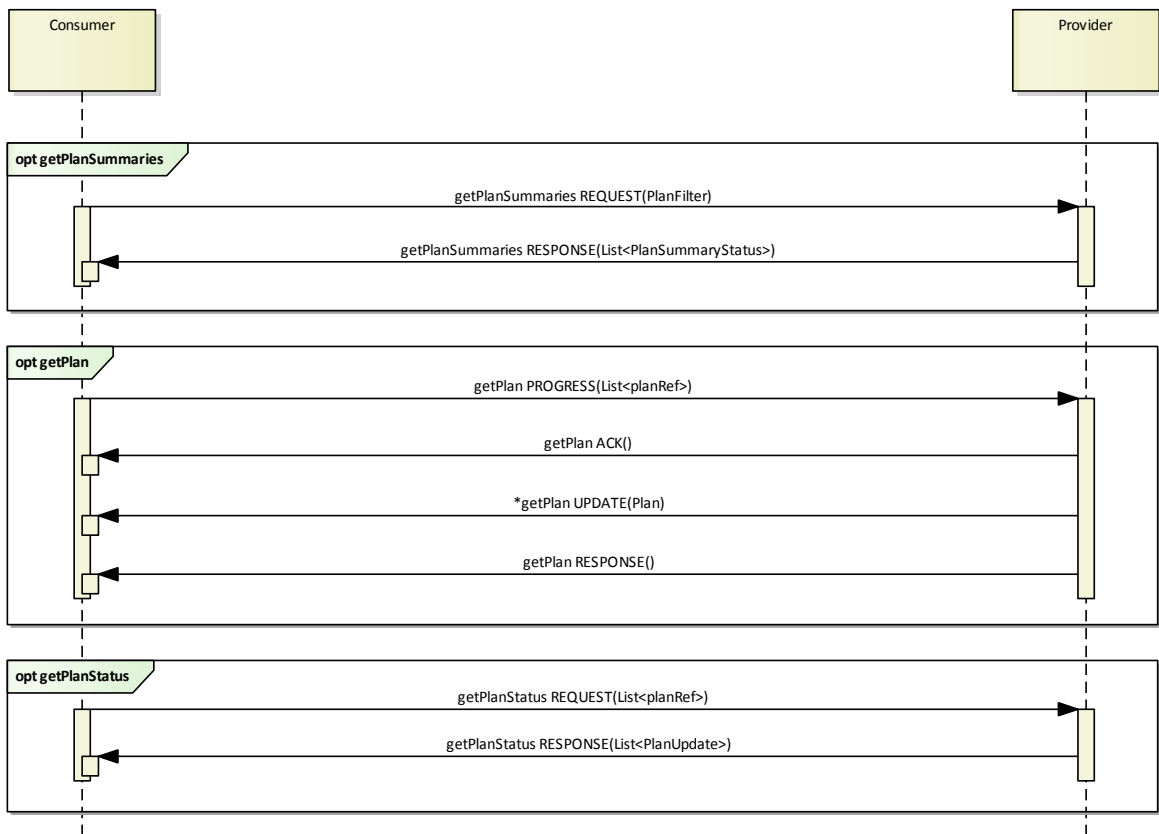 Consumer
Provider
opt getPlanSummaries
getPlanSummaries REQUEST(PlanFilter)
getPlanSummaries RESPONSE(List<PlanSummaryStatus>)
opt getPlan
getPlan PROGRESS(List<planRef>)
getPlan ACK()
*getPlan UPDATE(Plan)
getPlan RESPONSE()
opt getPlanStatus
getPlanStatus REQUEST(List<planRef>)
getPlanStatus RESPONSE(List<PlanUpdate>)